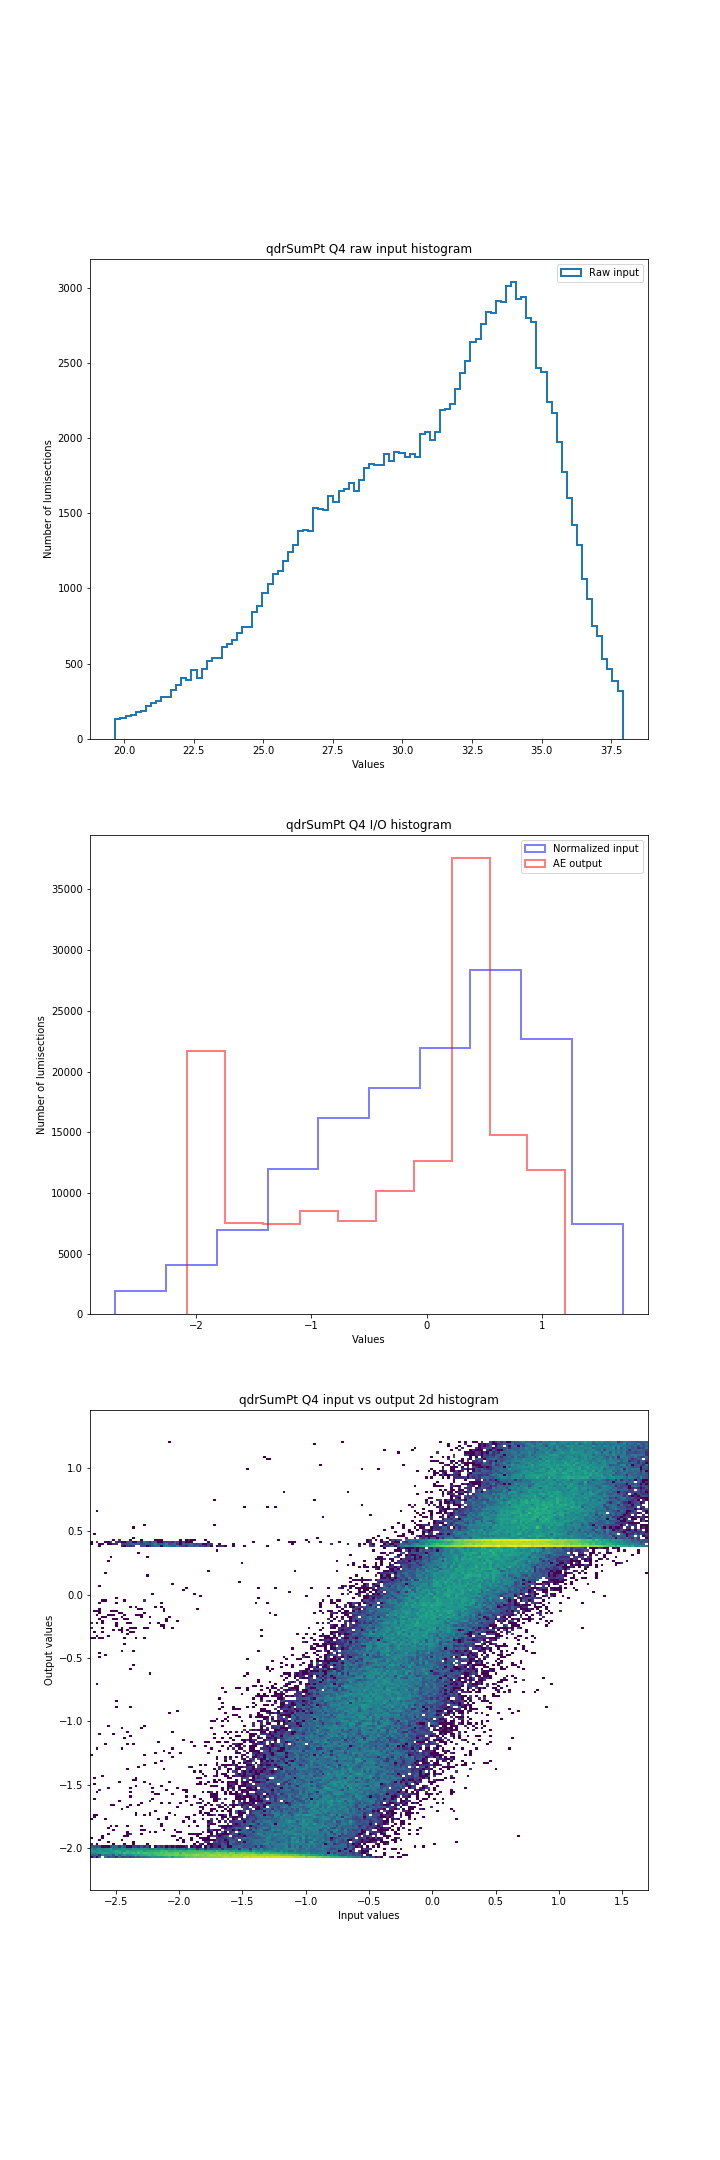 qdrSumPt Q4 raw input histogram
Raw input
3000
2500
2000
1500
1000
500
0
Number of lumisections
20.0 22.5 25.0 27.5 30.0 32.5 35.0 37.5
Values
qdrSumPt Q4 I/O histogram
Normalized input
AE output
35000
30000
25000
20000
15000
10000
5000
0
Number of lumisections
−2 −1 0 1
Values
qdrSumPt Q4 input vs output 2d histogram
1.0
0.5
0.0
−0.5
−1.0
−1.5
−2.0
Output values
−2.5 −2.0 −1.5 −1.0 −0.5 0.0 0.5 1.0 1.5
Input values